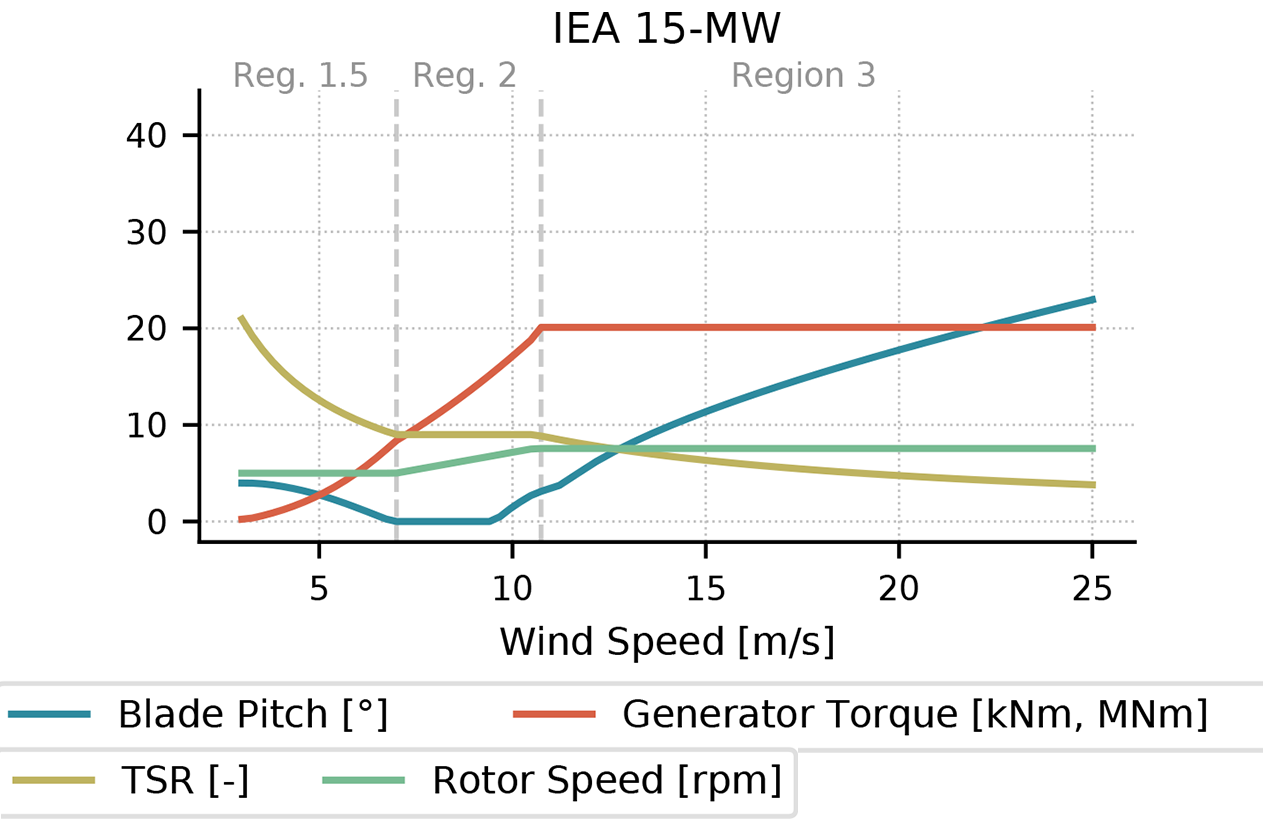 IEA 15-MW
Reg. 1.5 Reg. 2 Region 3
40
30
20
10
0
5 10 15 20 25
Wind Speed [m/s]
Blade Pitch [°] Generator Torque [kNm, MNm]
TSR [-] Rotor Speed [rpm]